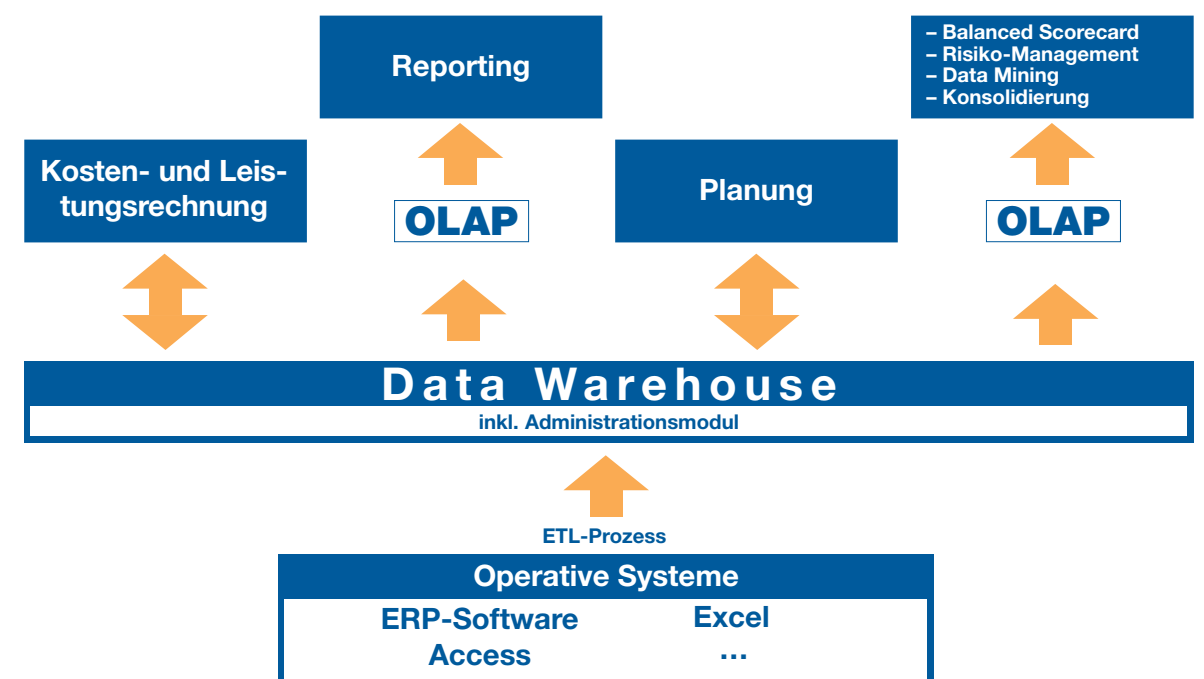 Reporting
– Balanced Scorecard
– Risiko-Management
– Data Mining
– Konsolidierung
Kosten- und Leis-
tungsrechnung
OLAP
Planung
OLAP
Data Warehouse
inkl. Administrationsmodul
ETL-Prozess
Operative Systeme
ERP-Software
Excel
Access
...